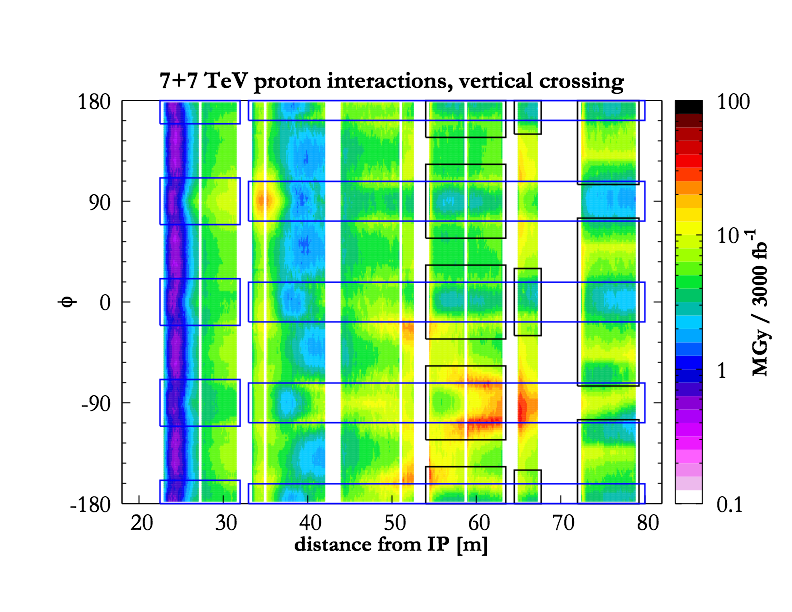 7+7 TeV proton interactions, vertical crossing
180
90
0
-90
-180
ϕ
20 30 40 50 60 70 80
distance from IP [m]
100
10
1
0.1
MGy / 3000 fb⁻¹